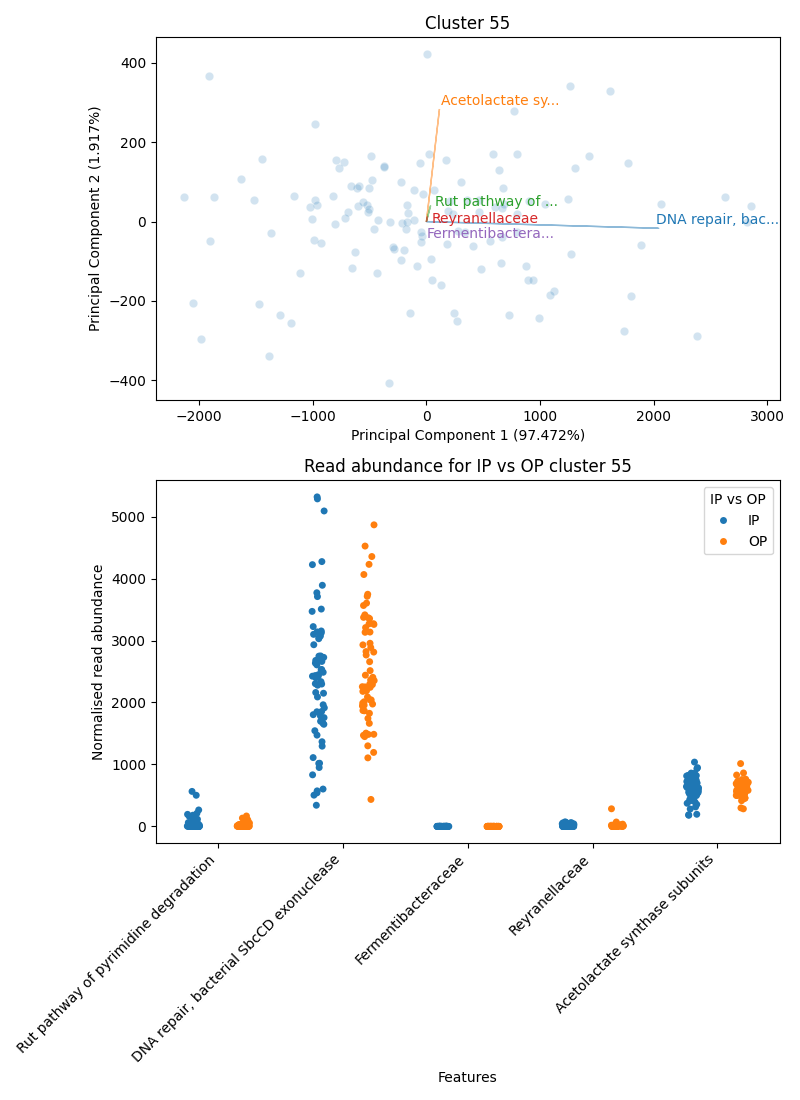 Cluster 55
400
200
0
−200
−400
Principal Component 2 (1.917%)
Acetolactate sy...
Rut pathway of ...
Reyranellaceae
DNA repair, bac...
Fermentibactera...
−2000
−1000
0
1000
2000
3000
Principal Component 1 (97.472%)
Read abundance for IP vs OP cluster 55
IP vs OP
IP
OP
5000
4000
3000
2000
1000
0
Normalised read abundance
Rut pathway of pyrimidine degradation
DNA repair, bacterial SbcCD exonuclease
Fermentibacteraceae
Reyranellaceae
Acetolactate synthase subunits
Features